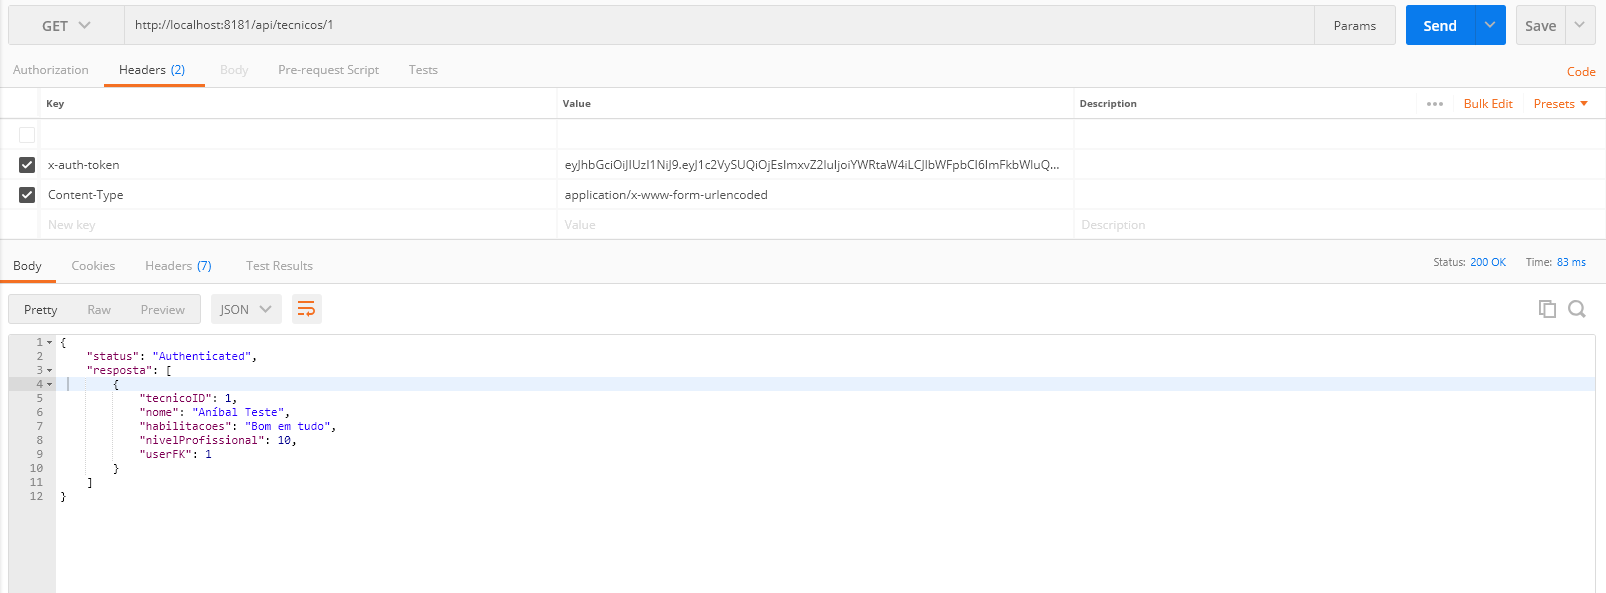 GET http://localhost:8181/api/tecnicos/1 Params Send Save
Authorization Headers (2) Body Pre-request Script Tests Code
Key Value Description ••• Bulk Edit Presets
x-auth-token eyJhbGciOiJIUzI1NiJ9.eyJ1c2VySUQiOjEsImxvZ2luIjoiYWRtaW4iLCJlbWFpbCI6ImFkbWluQ...
Content-Type application/x-www-form-urlencoded
New key Value Description
Body Cookies Headers (7) Test Results Status: 200 OK Time: 83 ms
Pretty Raw Preview JSON
1 {
2 "status": "Authenticated",
3 "resposta": [
4 {
5 "tecnicoID": 1,
6 "nome": "Aníbal Teste",
7 "habilitacoes": "Bom em tudo",
8 "nivelProfissional": 10,
9 "userFK": 1
10 }
11 ]
12 }